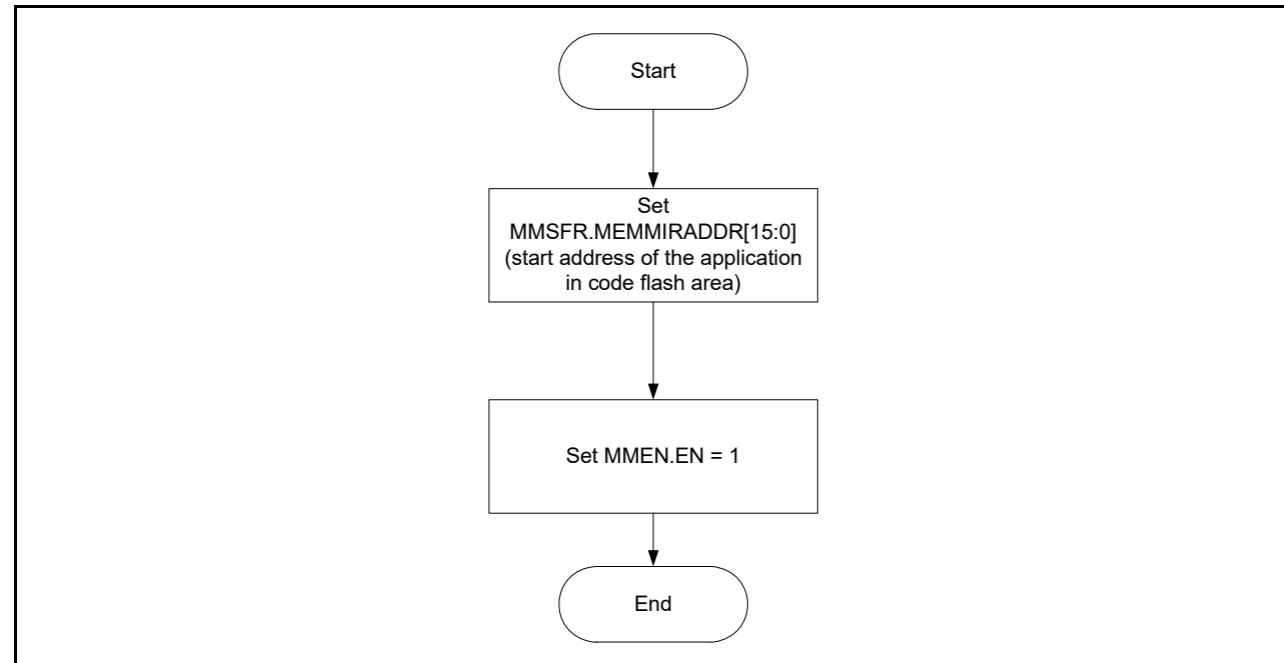 Start
Set
MMSFR.MEMMIRADDR[15:0]
(start address of the application
in code flash area)
Set MMEN.EN = 1
End